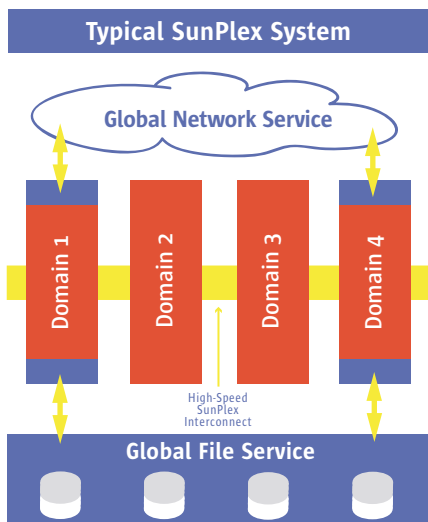 Typical SunPlex System
Global Network Service
Domain 1
Domain 2
Domain 3
Domain 4
High-Speed
SunPlex
Interconnect
Global File Service